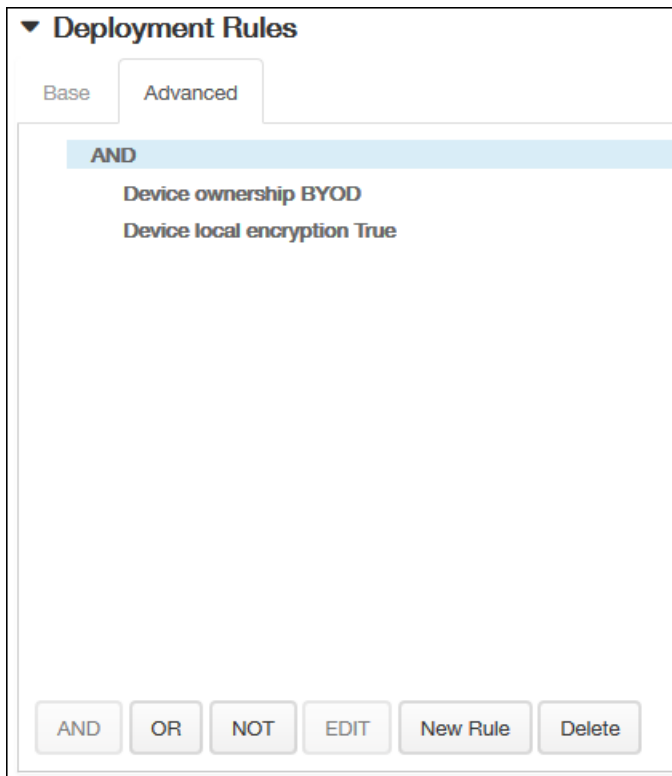 Deployment Rules
Base Advanced
AND
Device ownership BYOD
Device local encryption True
AND OR NOT EDIT New Rule Delete